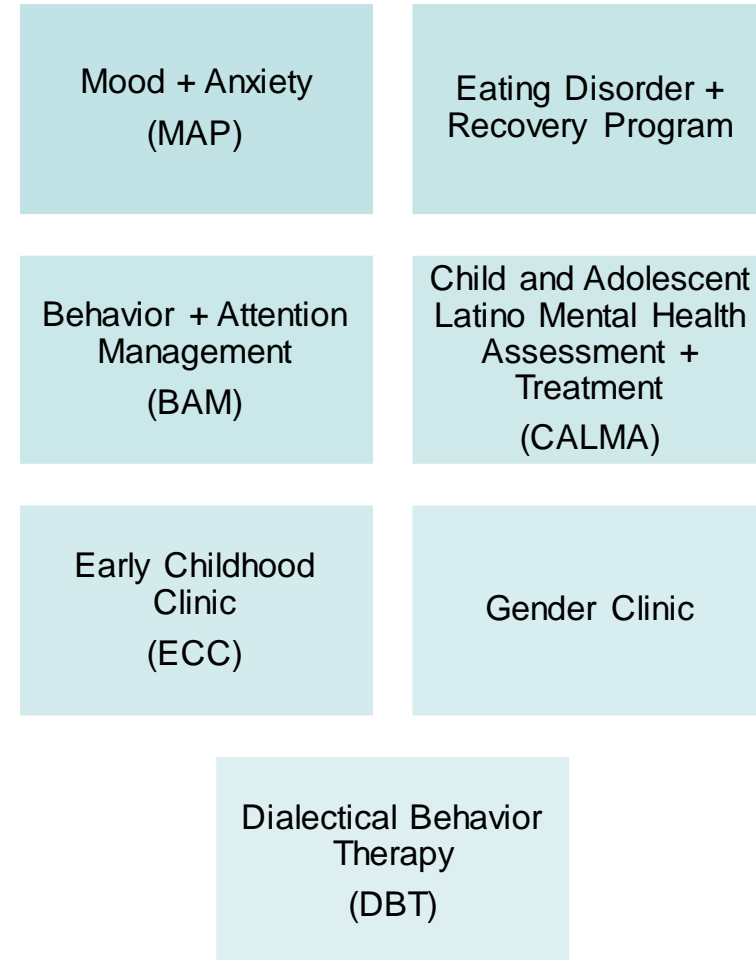 Mood + Anxiety
(MAP)
Eating Disorder +
Recovery Program
Behavior + Attention
Management
(BAM)
Child and Adolescent
Latino Mental Health
Assessment +
Treatment
(CALMA)
Early Childhood
Clinic
(ECC)
Gender Clinic
Dialectical Behavior
Therapy
(DBT)